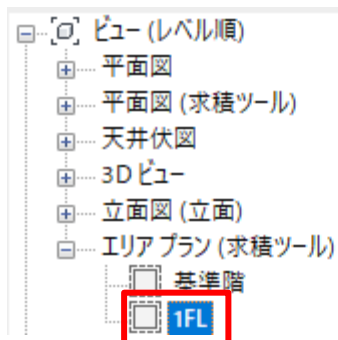 ビュー (レベル順)
平面図
平面図 (求積ツール)
天井伏図
3D ビュー
立面図 (立面)
エリア プラン (求積ツール)
基準階
1FL